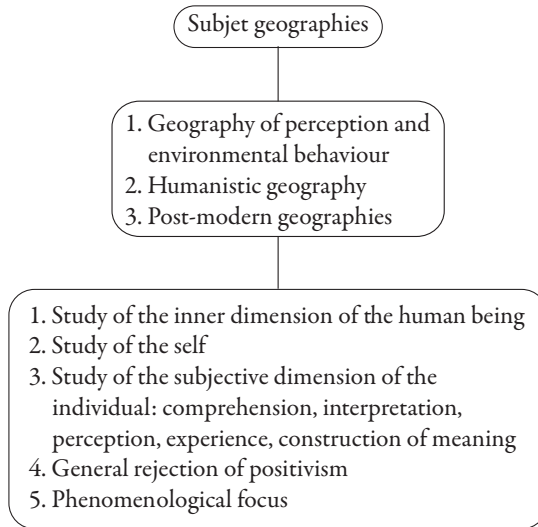 Subjet geographies
1. Geography of perception and
environmental behaviour
2. Humanistic geography
3. Post-modern geographies
1. Study of the inner dimension of the human being
2. Study of the self
3. Study of the subjective dimension of the
individual: comprehension, interpretation,
perception, experience, construction of meaning
4. General rejection of positivism
5. Phenomenological focus